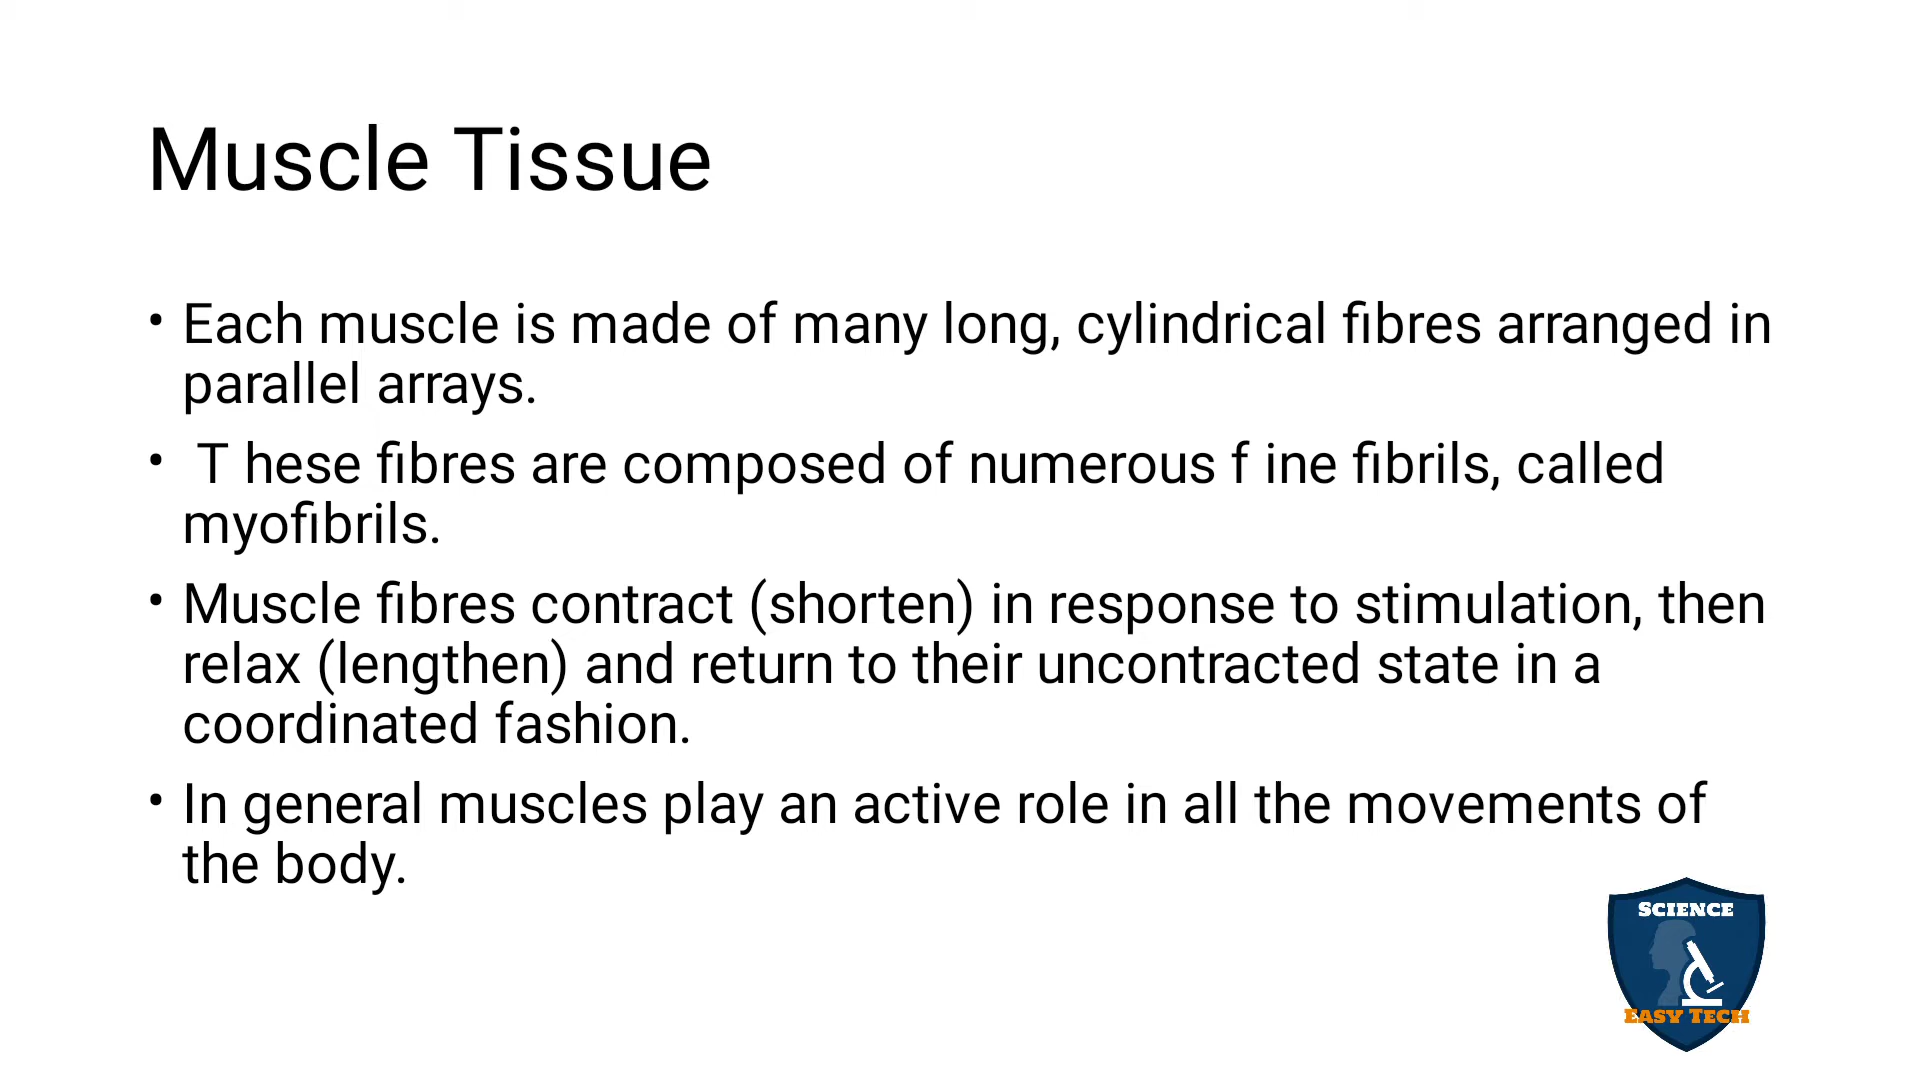 Muscle Tissue
• Each muscle is made of many long, cylindrical fibres arranged in
parallel arrays.
• T hese fibres are composed of numerous f ine fibrils, called
myofibrils.
• Muscle fibres contract (shorten) in response to stimulation, then
relax (lengthen) and return to their uncontracted state in a
coordinated fashion.
• In general muscles play an active role in all the movements of
the body.
SCIENCE
EASY TECH